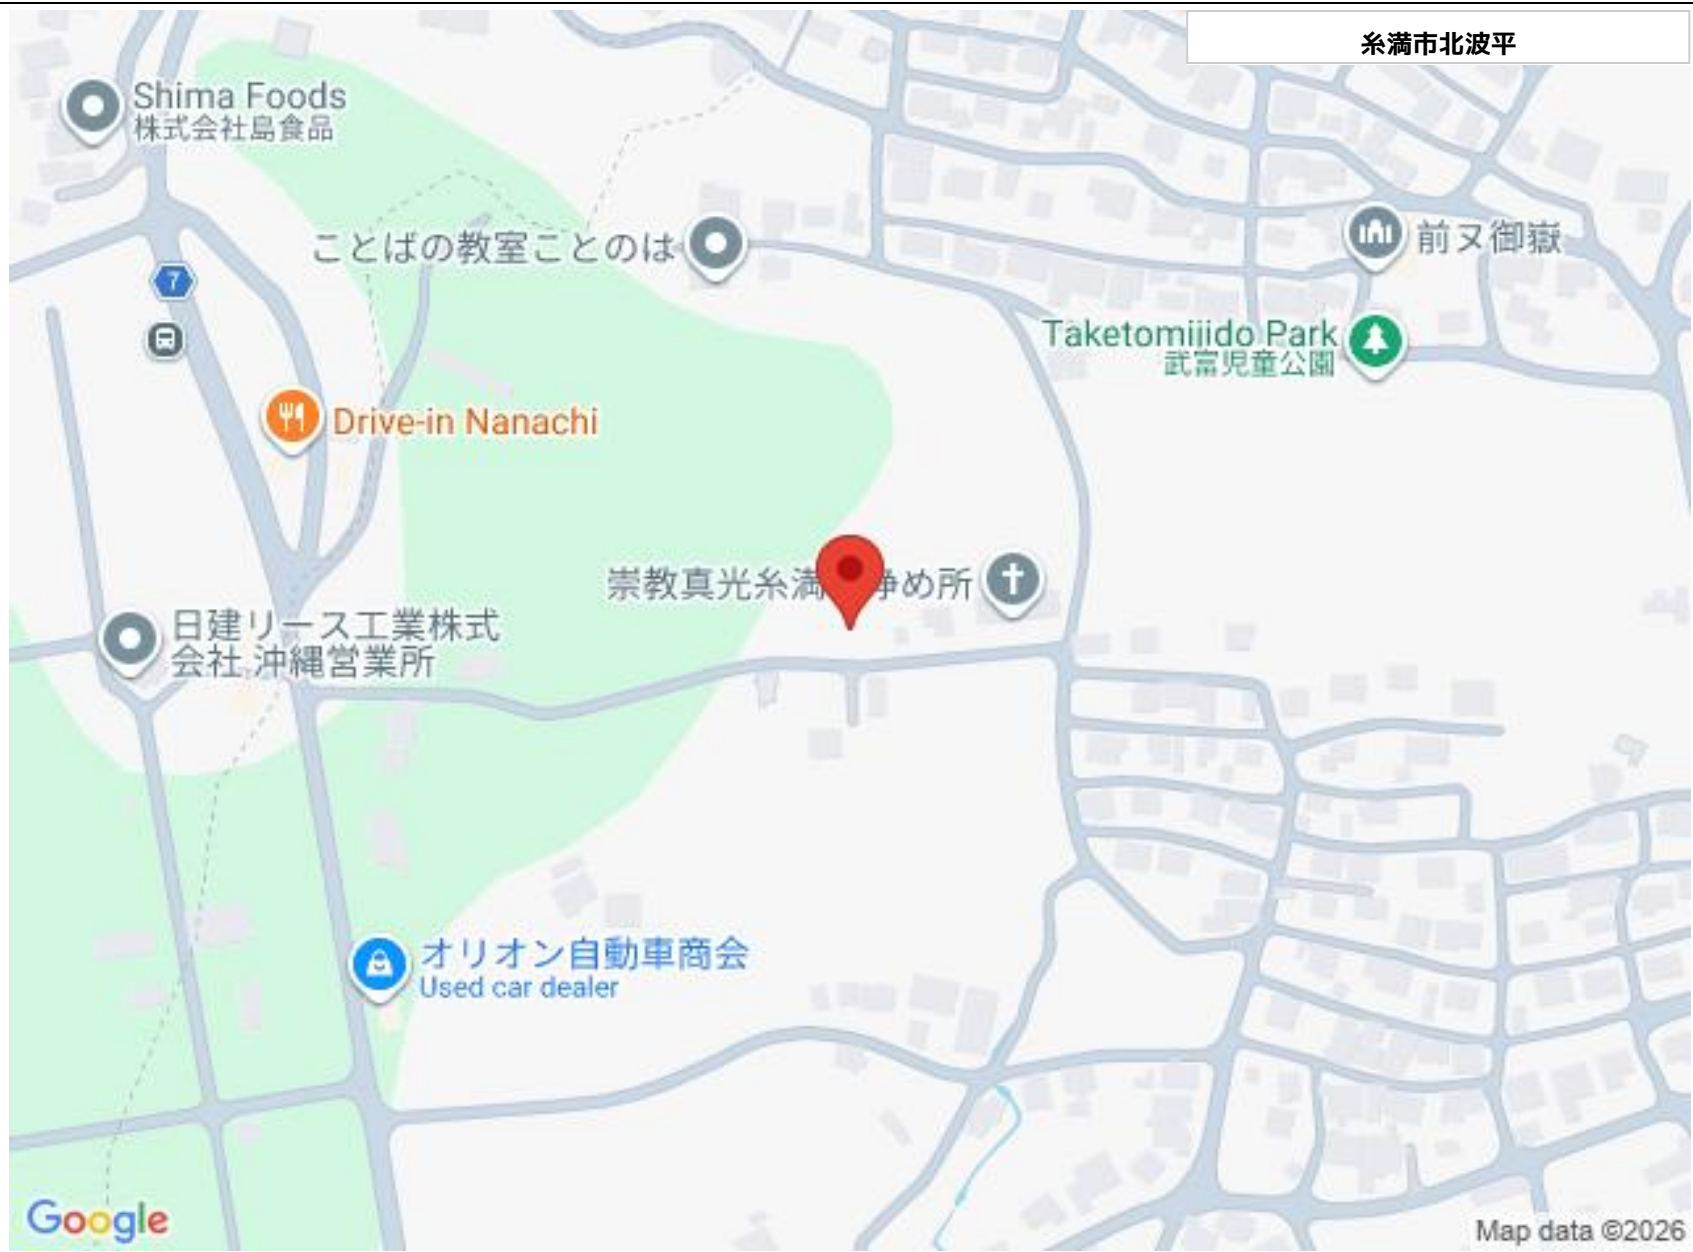 糸満市北波平
Shima Foods
株式会社島食品
ことばの教室ことのは
前ヌ御嶽
7
Taketomijido Park
武富児童公園
Drive-in Nanachi
崇教真光糸満 浄め所
日建リース工業株式
会社 沖縄営業所
オリオン自動車商会
Used car dealer
Google
Map data ©2026